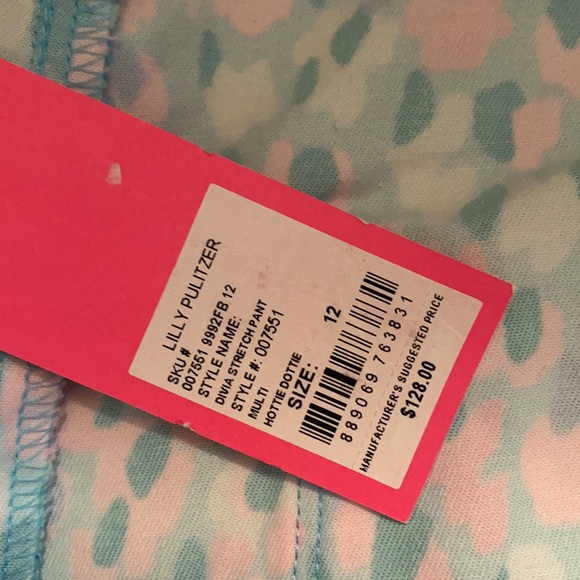 LILLY PULITZER
SKU #
007551 9992FB 12
STYLE NAME:
DIVIA STRETCH PANT
STYLE #: 007551
MULTI
HOTTIE DOTTIE
SIZE: 12
889069 763831
MANUFACTURER'S SUGGESTED PRICE
$128.00